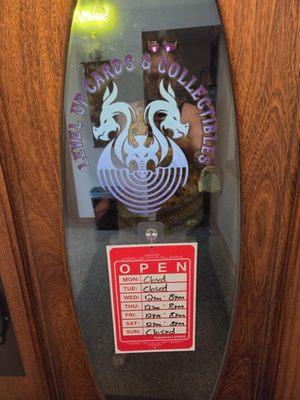 LEVEL UP CARDS & COLLECTIBLES
OPEN
MON: Closed
TUE: Closed
WED: 12pm - 8pm
THU: 12pm - 8pm
FRI: 12pm - 8pm
SAT: 12pm - 8pm
SUN: Closed